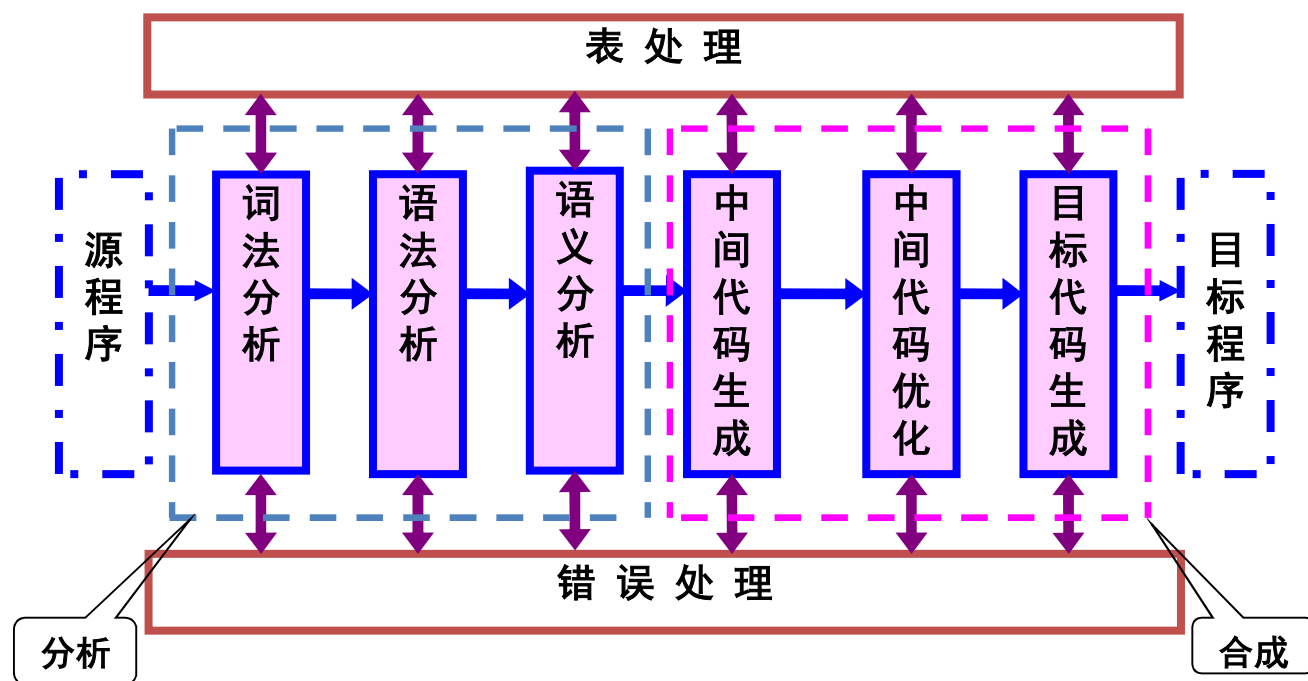 表处理
源程序
词法分析
语法分析
语义分析
中间代码生成
中间代码优化
目标代码生成
目标程序
错误处理
分析
合成